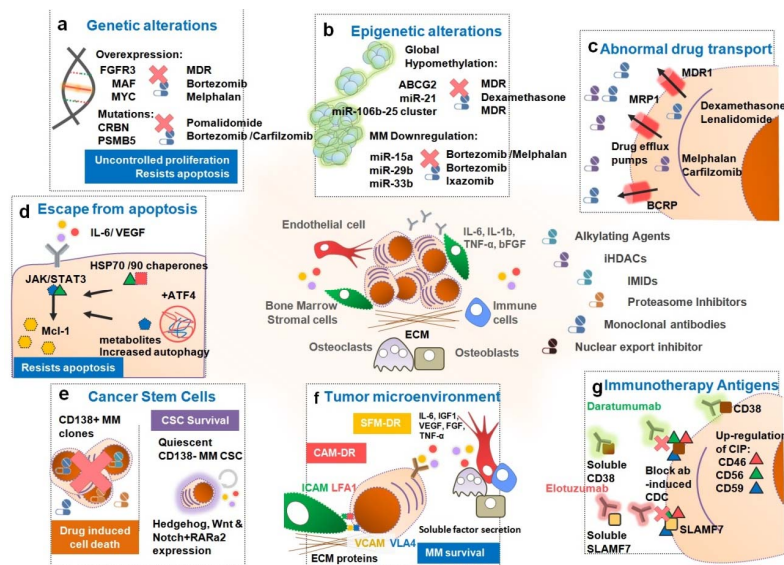 a Genetic alterations
Overexpression:
FGFR3 MDR
MAF Bortezomib
MYC Melphalan
Mutations:
CRBN Pomalidomide
PSMB5 Bortezomib /Carfilzomib
Uncontrolled proliferation
Resists apoptosis
b Epigenetic alterations
Global
Hypomethylation:
ABCG2 MDR
miR-21 Dexamethasone
miR-106b-25 cluster MDR
MM Downregulation:
miR-15a Bortezomib /Melphalan
miR-29b Bortezomib
miR-33b Ixazomib
c Abnormal drug transport
MDR1
MRP1
Dexamethasone
Lenalidomide
Drug efflux
pumps
Melphalan
Carfilzomib
BCRP
d Escape from apoptosis
IL-6/ VEGF
HSP70 /90 chaperones
JAK/STAT3
+ATF4
Mcl-1
metabolites
Increased autophagy
Resists apoptosis
Endothelial cell
IL-6, IL-1b,
TNF-α, bFGF
Bone Marrow
Stromal cells
Immune
cells
ECM
Osteoclasts
Osteoblasts
Alkylating Agents
iHDACs
IMIDs
Proteasome Inhibitors
Monoclonal antibodies
Nuclear export inhibitor
e Cancer Stem Cells
CD138+ MM
clones
CSC Survival
Quiescent
CD138- MM CSC
Drug induced
cell death
Hedgehog, Wnt &
Notch+RARa2
expression
f Tumor microenvironment
SFM-DR
IL-6, IGF1,
VEGF, FGF,
TNF-α
CAM-DR
ICAM LFA1
Soluble factor secretion
VCAM VLA4
ECM proteins
MM survival
g Immunotherapy Antigens
Daratumumab
CD38
Soluble
CD38
Block ab
-induced
CDC
Up-regulation
of CIP:
CD46
CD56
CD59
Elotuzumab
Soluble
SLAMF7
SLAMF7